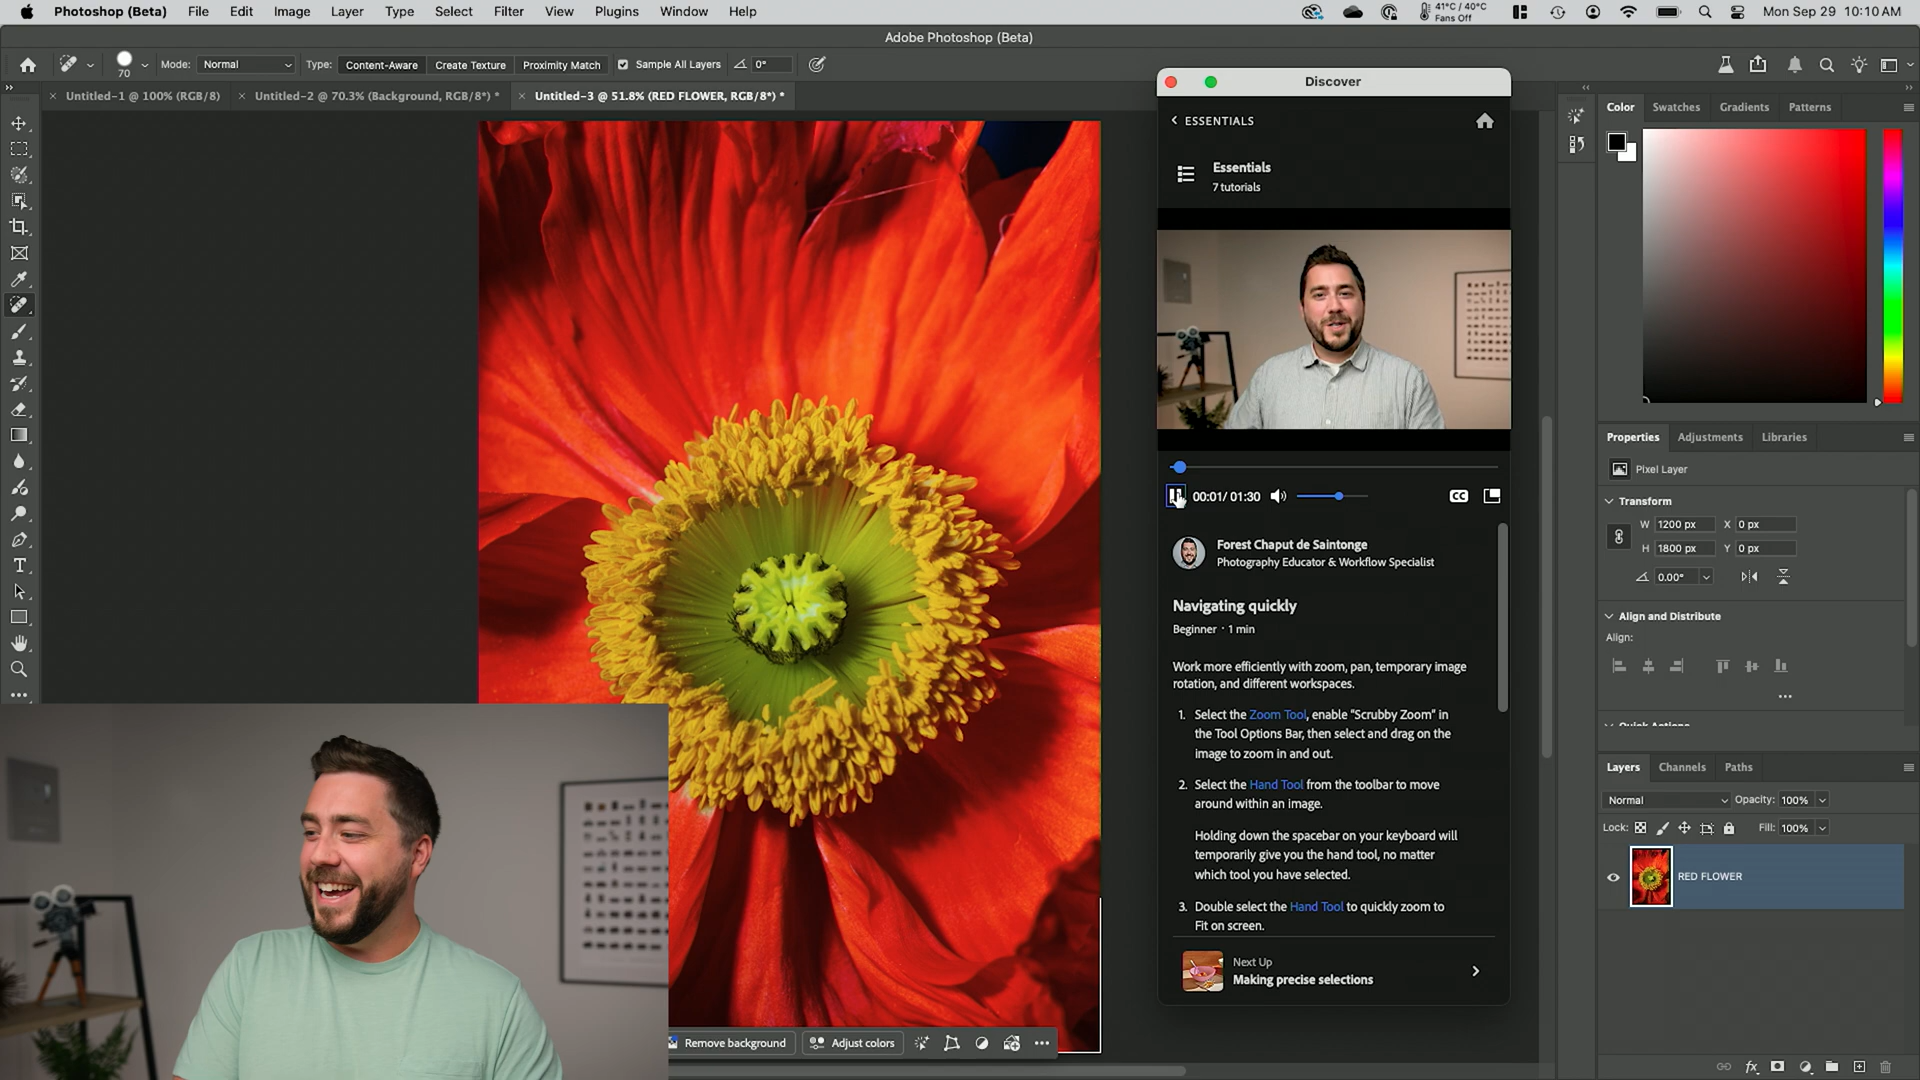 Photoshop (Beta) File Edit Image Layer Type Select Filter View Plugins Window Help 41°C / 40°C Fans Off Mon Sep 29 10:10 AM
Adobe Photoshop (Beta)
70 Mode: Normal Type: Content-Aware Create Texture Proximity Match Sample All Layers 0°
Untitled-1 @ 100% (RGB/8) Untitled-2 @ 70.3% (Background, RGB/8*) * Untitled-3 @ 51.8% (RED FLOWER, RGB/8*) *
Discover
ESSENTIALS
Essentials
7 tutorials
00:01/ 01:30 CC
Forest Chaput de Saintonge
Photography Educator & Workflow Specialist
Navigating quickly
Beginner · 1 min
Work more efficiently with zoom, pan, temporary image
rotation, and different workspaces.
1. Select the Zoom Tool, enable “Scrubby Zoom” in
the Tool Options Bar, then select and drag on the
image to zoom in and out.
2. Select the Hand Tool from the toolbar to move
around within an image.
Holding down the spacebar on your keyboard will
temporarily give you the hand tool, no matter
which tool you have selected.
3. Double select the Hand Tool to quickly zoom to
Fit on screen.
Next Up
Making precise selections
Remove background Adjust colors
Color Swatches Gradients Patterns
Properties Adjustments Libraries
Pixel Layer
Transform
W 1200 px X 0 px
H 1800 px Y 0 px
0.00°
Align and Distribute
Align:
Quick Actions
Layers Channels Paths
Normal Opacity: 100%
Lock: Fill: 100%
RED FLOWER
fx